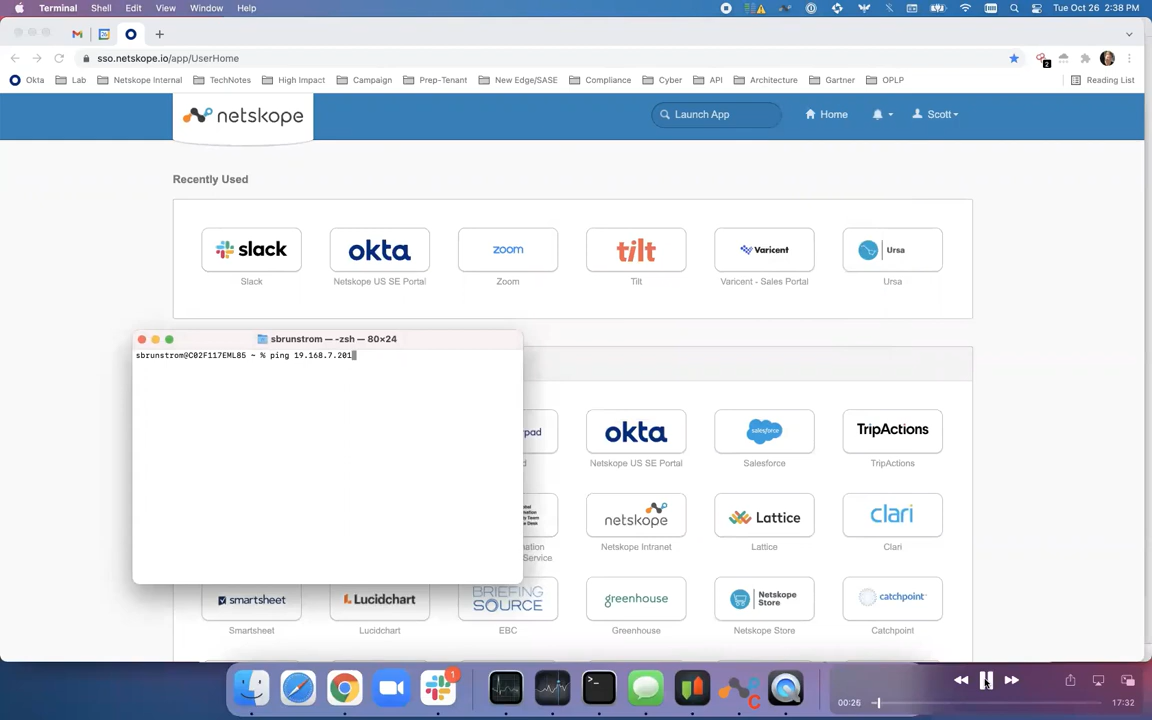 Terminal Shell Edit View Window Help Tue Oct 26 2:38 PM
sso.netskope.io/app/UserHome
Okta Lab Netskope Internal TechNotes High Impact Campaign Prep-Tenant New Edge/SASE Compliance Cyber API Architecture Gartner OPLP Reading List
2
netskope Launch App Home Scott
Recently Used
slack okta zoom tilt Varicent Ursa
Slack Netskope US SE Portal Zoom Tilt Varicent - Sales Portal Ursa
sbrunstrom — -zsh — 80×24
sbrunstrom@C02F117EML85 ~ % ping 19.168.7.201
pad okta salesforce TripActions
d Netskope US SE Portal Salesforce TripActions
netskope Lattice clari
Netskope Intranet Lattice Clari
Service
smartsheet Lucidchart BRIEFING SOURCE greenhouse Netskope Store catchpoint
Smartsheet Lucidchart EBC Greenhouse Netskope Store Catchpoint
1
C
00:26 17:32